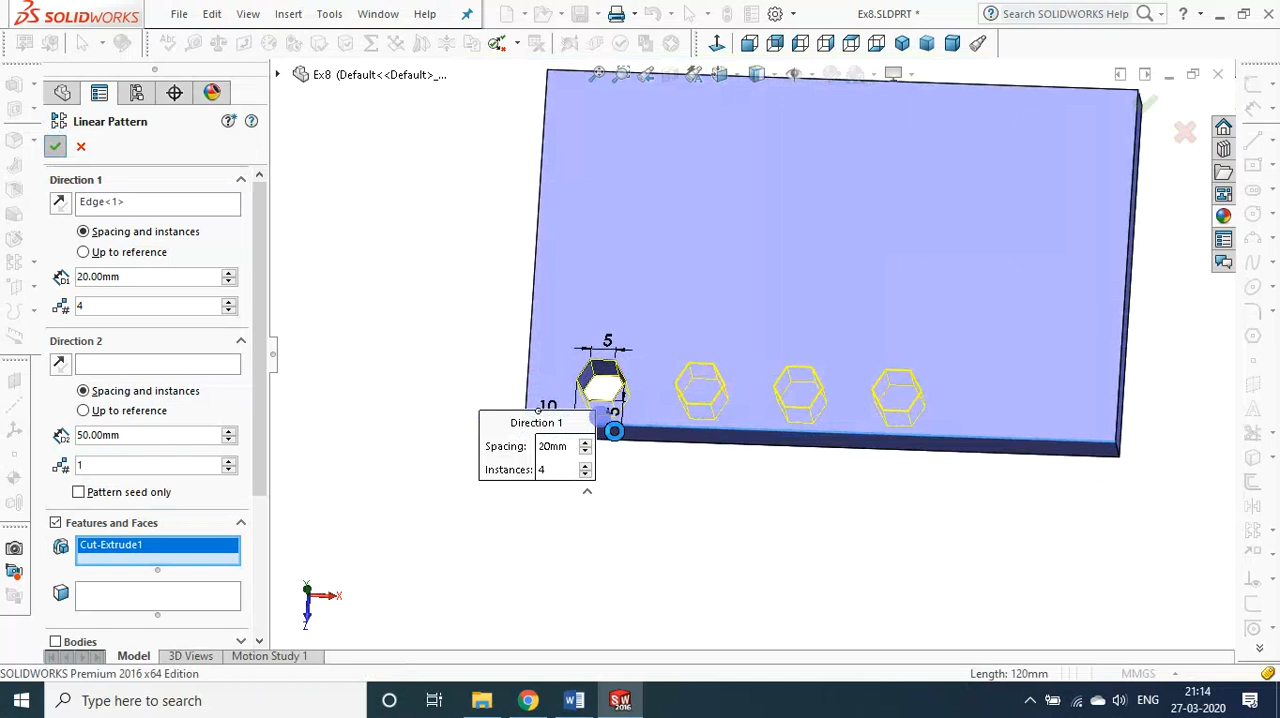 SOLIDWORKS File Edit View Insert Tools Window Help Ex8.SLDPRT * Search SOLIDWORKS Help ?
Ex8 (Default<<Default>_...
Linear Pattern
Direction 1
Edge<1>
Spacing and instances
Up to reference
20.00mm
4
Direction 2
Spacing and instances
50.00mm
Up to reference
1
Pattern seed only
Features and Faces
Cut-Extrude1
Bodies
5
10
5
Direction 1
Spacing: 20mm
Instances: 4
Y
X
Z
Model 3D Views Motion Study 1
SOLIDWORKS Premium 2016 x64 Edition Length: 120mm MMGS
Type here to search ENG 21:14
27-03-2020